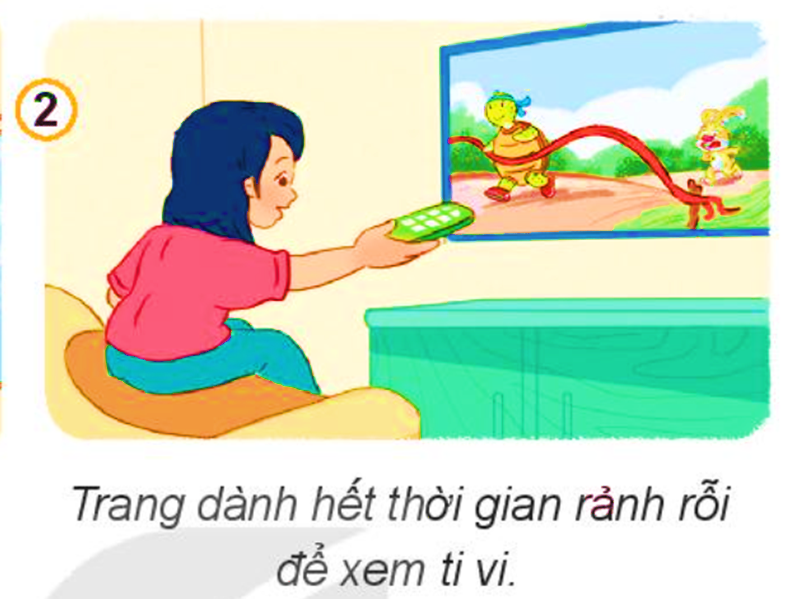 2
Trang dành hết thời gian rảnh rỗi
để xem ti vi.